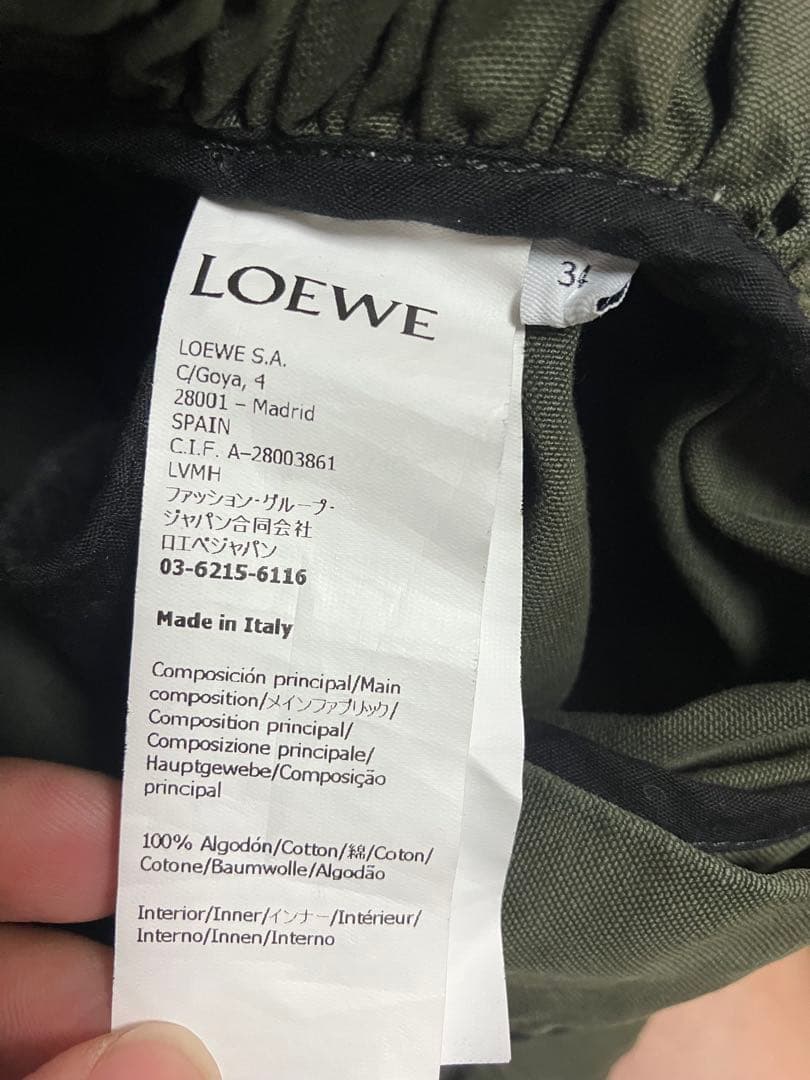 LOEWE
34
LOEWE S.A.
C/Goya, 4
28001 – Madrid
SPAIN
C.I.F. A–28003861
LVMH
ファッション･グループ･
ジャパン合同会社
ロエベジャパン
03-6215-6116
Made in Italy
Composición principal/Main
composition/メインファブリック/
Composition principal/
Composizione principale/
Hauptgewebe/Composição
principal
100% Algodón/Cotton/綿/Coton/
Cotone/Baumwolle/Algodão
Interior/Inner/インナー/Intérieur/
Interno/Innen/Interno